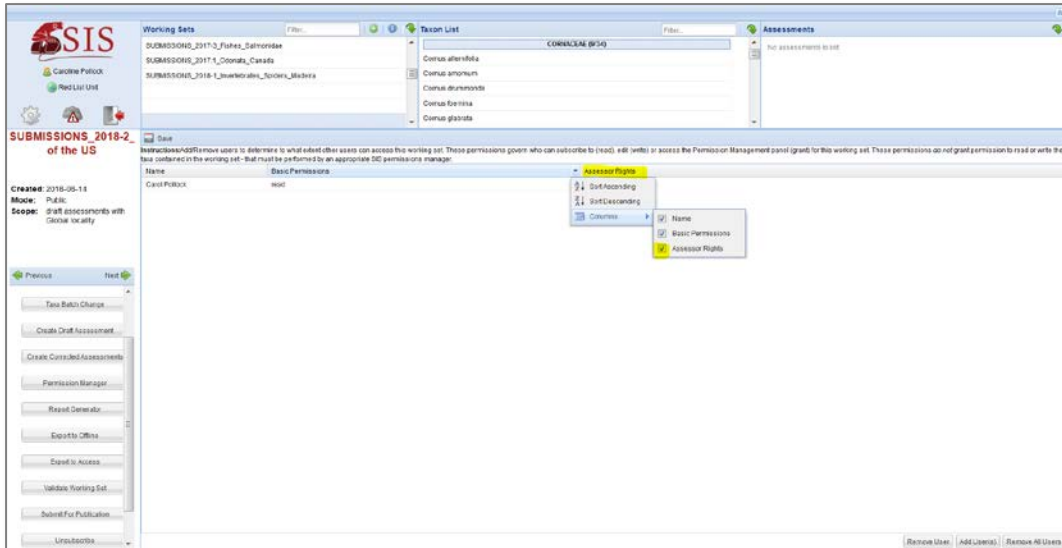 SIS
Caroline Pollock
Red List Unit
SUBMISSIONS_2018-2_
of the US
Created: 2018-06-14
Mode: Public
Scope: draft assessments with
Global locality
Previous Next
Taxa Batch Change
Create Draft Assessment
Create Corrected Assessments
Permission Manager
Report Generator
Export to Offline
Export to Access
Validate Working Set
Submit For Publication
Unsubscribe
Working Sets
Filter...
SUBMISSIONS_2017-3_Fishes_Salmonidae
SUBMISSIONS_2017.1_Odonata_Canada
SUBMISSIONS_2018-1_Invertebrates_Spiders_Madeira
Taxon List
Filter...
CORNACEAE (9/34)
Cornus alternifolia
Cornus amomum
Cornus drummondii
Cornus foemina
Cornus glabrata
Assessments
No assessments to list
Save
Instructions:Add/Remove users to determine to what extent other users can access this working set. These permissions govern who can subscribe to (read), edit (write) or access the Permission Management panel (grant) for this working set. These permissions do not grant permission to read or write the
taxa contained in the working set - that must be performed by an appropriate SIS permissions manager.
Name Basic Permissions Assessor Rights
Carol Pollock read
Sort Ascending
Sort Descending
Columns
Name
Basic Permissions
Assessor Rights
Remove User Add User(s) Remove All Users